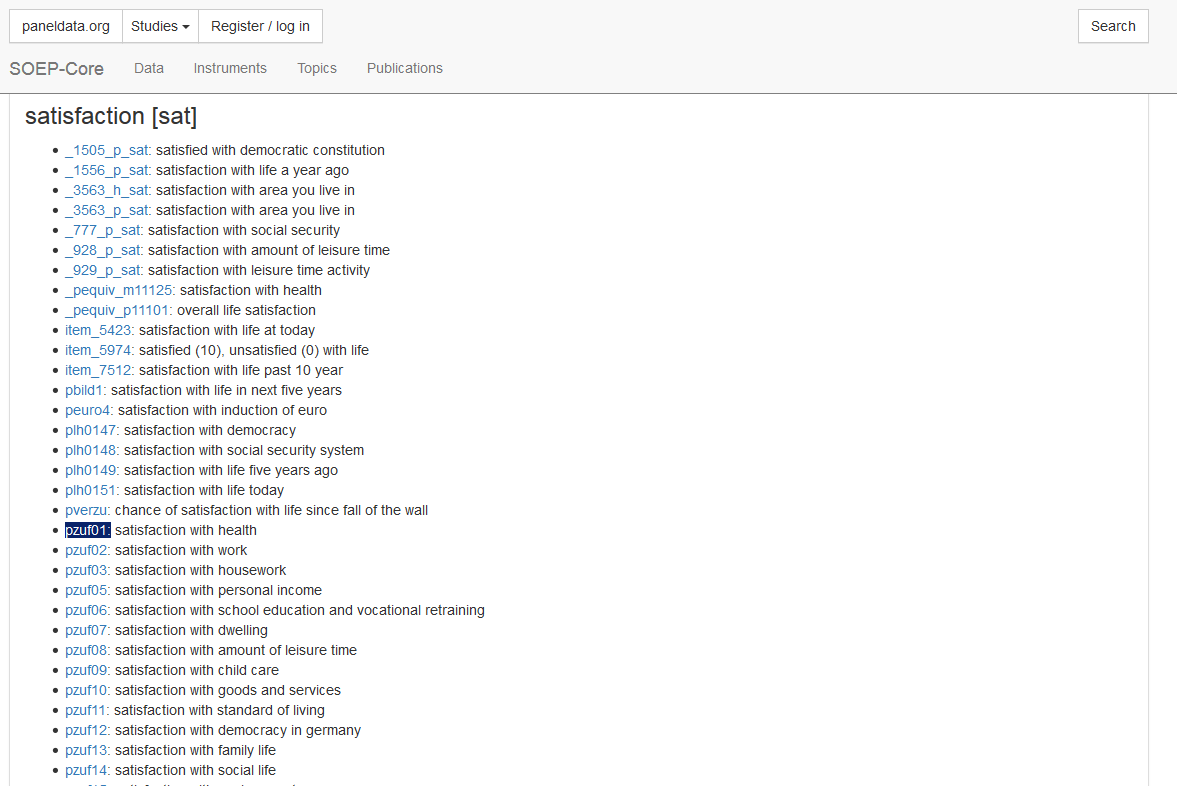 paneldata.org Studies Register / log in Search
SOEP-Core Data Instruments Topics Publications
satisfaction [sat]
_1505_p_sat: satisfied with democratic constitution
_1556_p_sat: satisfaction with life a year ago
_3563_h_sat: satisfaction with area you live in
_3563_p_sat: satisfaction with area you live in
_777_p_sat: satisfaction with social security
_928_p_sat: satisfaction with amount of leisure time
_929_p_sat: satisfaction with leisure time activity
_pequiv_m11125: satisfaction with health
_pequiv_p11101: overall life satisfaction
item_5423: satisfaction with life at today
item_5974: satisfied (10), unsatisfied (0) with life
item_7512: satisfaction with life past 10 year
pbild1: satisfaction with life in next five years
peuro4: satisfaction with induction of euro
plh0147: satisfaction with democracy
plh0148: satisfaction with social security system
plh0149: satisfaction with life five years ago
plh0151: satisfaction with life today
pverzu: chance of satisfaction with life since fall of the wall
pzuf01: satisfaction with health
pzuf02: satisfaction with work
pzuf03: satisfaction with housework
pzuf05: satisfaction with personal income
pzuf06: satisfaction with school education and vocational retraining
pzuf07: satisfaction with dwelling
pzuf08: satisfaction with amount of leisure time
pzuf09: satisfaction with child care
pzuf10: satisfaction with goods and services
pzuf11: satisfaction with standard of living
pzuf12: satisfaction with democracy in germany
pzuf13: satisfaction with family life
pzuf14: satisfaction with social life